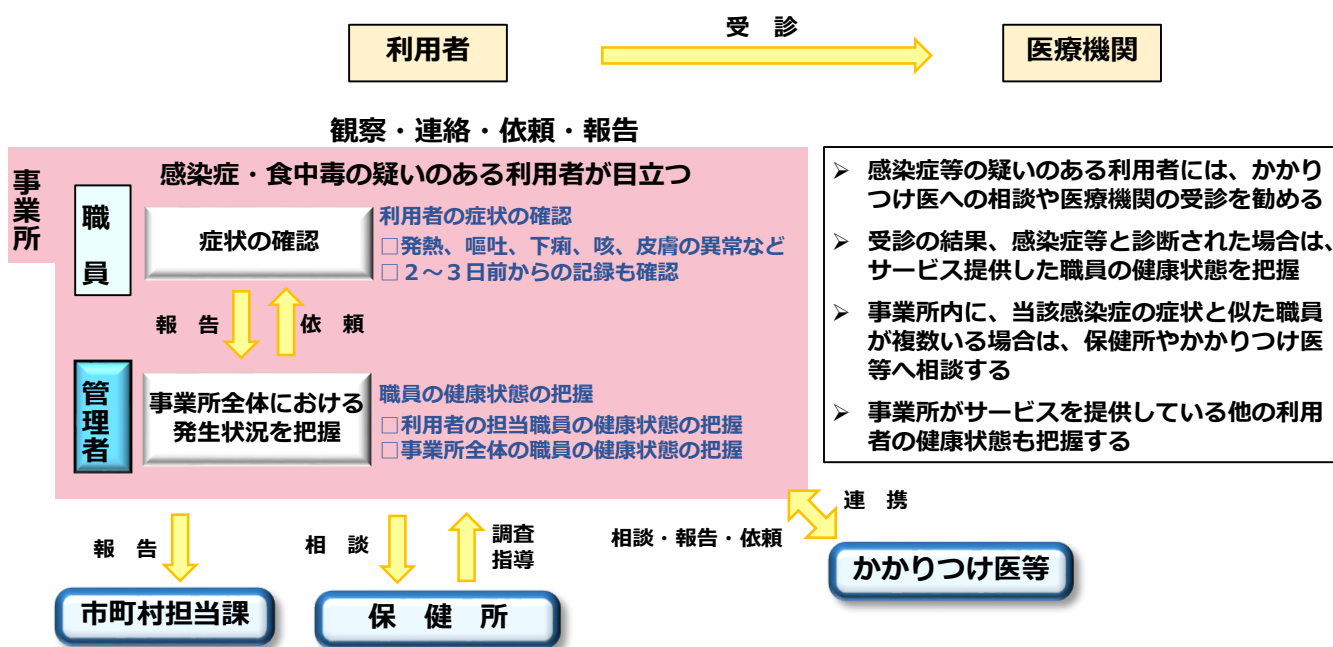 受　診
利用者
医療機関
観察・連絡・依頼・報告
事業所
感染症・食中毒の疑いのある利用者が目立つ
職員
症状の確認
利用者の症状の確認
□発熱、嘔吐、下痢、咳、皮膚の異常など
□２～３日前からの記録も確認
報　告
依　頼
管理者
事業所全体における
発生状況を把握
職員の健康状態の把握
□利用者の担当職員の健康状態の把握
□事業所全体の職員の健康状態の把握
➢ 感染症等の疑いのある利用者には、かかり
つけ医への相談や医療機関の受診を勧める
➢ 受診の結果、感染症等と診断された場合は、
サービス提供した職員の健康状態を把握
➢ 事業所内に、当該感染症の症状と似た職員
が複数いる場合は、保健所やかかりつけ医
等へ相談する
➢ 事業所がサービスを提供している他の利用
者の健康状態も把握する
報　告
相　談
調査
指導
相談・報告・依頼
連　携
市町村担当課
保　健　所
かかりつけ医等